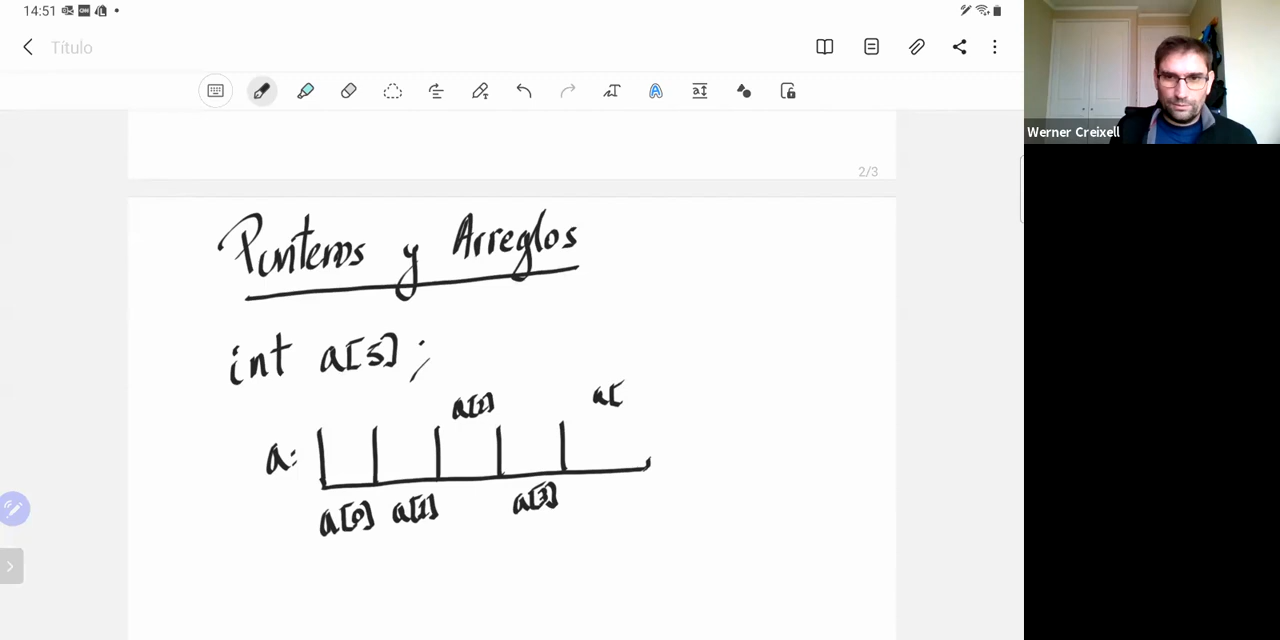 14:51
Título
Werner Creixell
2/3
Punteros y Arreglos
int a[5];
a[2] a[
a:
a[0] a[1] a[3]